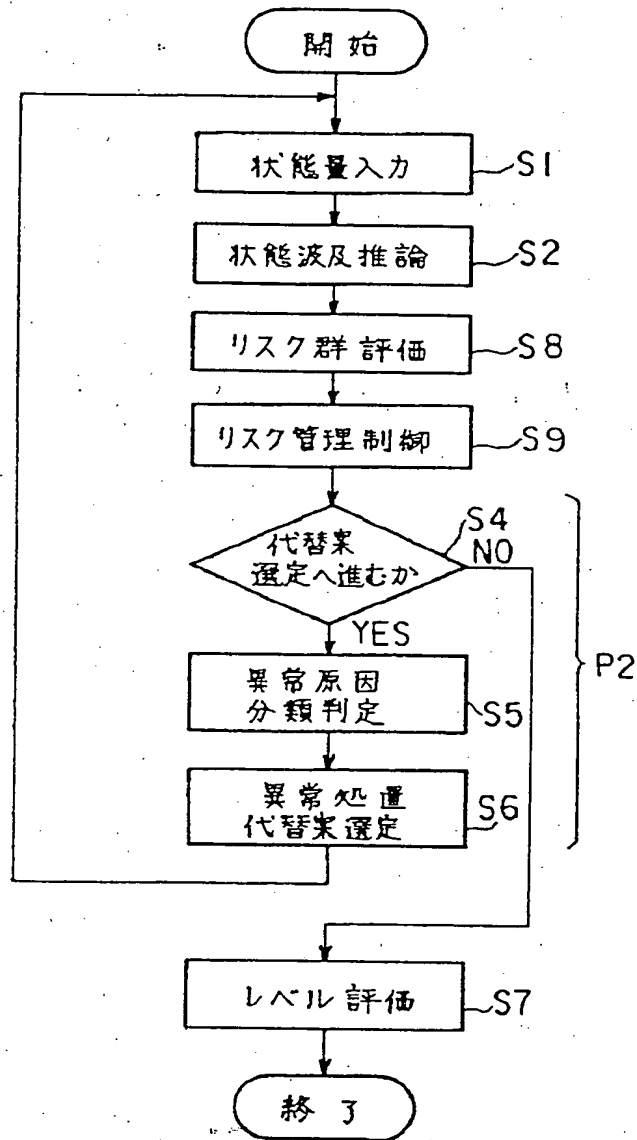 開始
状態量入力
S1
状態波及推論
S2
リスク群評価
S8
リスク管理制御
S9
代替案
選定へ進むか
S4
NO
YES
P2
異常原因
分類判定
S5
異常処置
代替案選定
S6
レベル評価
S7
終了